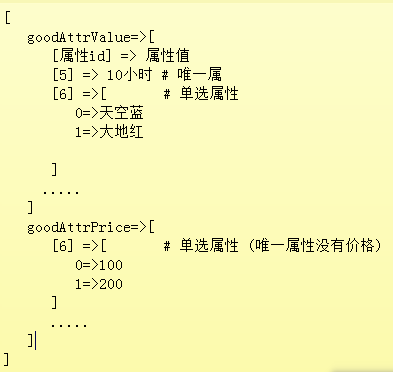 [
goodAttrValue=>[
[属性id] => 属性值
[5] => 10小时 # 唯一属
[6] =>[ # 单选属性
0=>天空蓝
1=>大地红
]
.....
]
goodAttrPrice=>[
[6] =>[ # 单选属性 (唯一属性没有价格)
0=>100
1=>200
]
.....
]
]